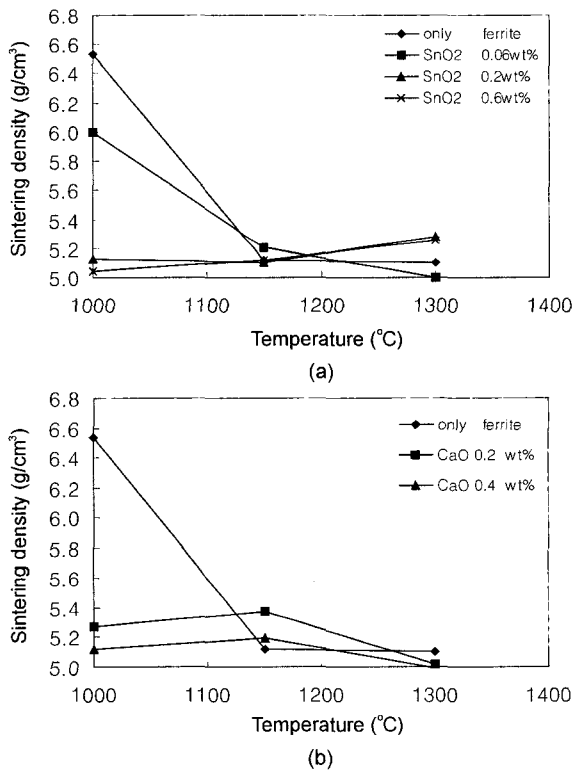 Sintering density (g/cm³)
6.8
6.6
6.4
6.2
6.0
5.8
5.6
5.4
5.2
5.0
only ferrite
SnO2 0.06wt%
SnO2 0.2wt%
SnO2 0.6wt%
1000 1100 1200 1300 1400
Temperature (°C)
(a)
Sintering density (g/cm³)
6.8
6.6
6.4
6.2
6.0
5.8
5.6
5.4
5.2
5.0
only ferrite
CaO 0.2 wt%
CaO 0.4 wt%
1000 1100 1200 1300 1400
Temperature (°C)
(b)